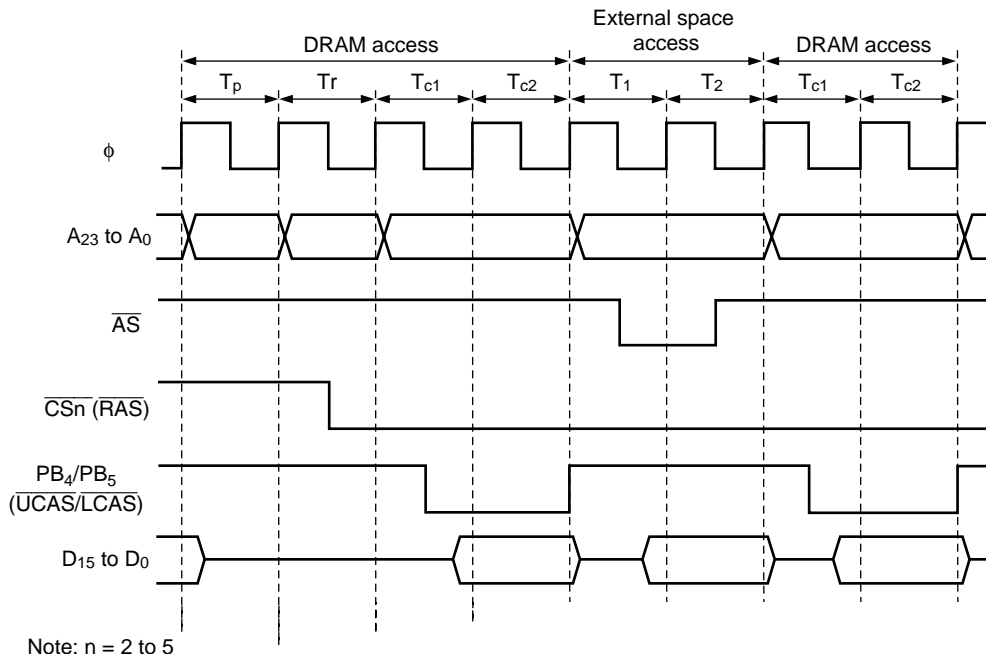 External space
DRAM access access DRAM access
Tp Tr Tc1 Tc2 T1 T2 Tc1 Tc2
φ
A23 to A0
AS
CSn (RAS)
PB4/PB5
(UCAS/LCAS)
D15 to D0
Note: n = 2 to 5